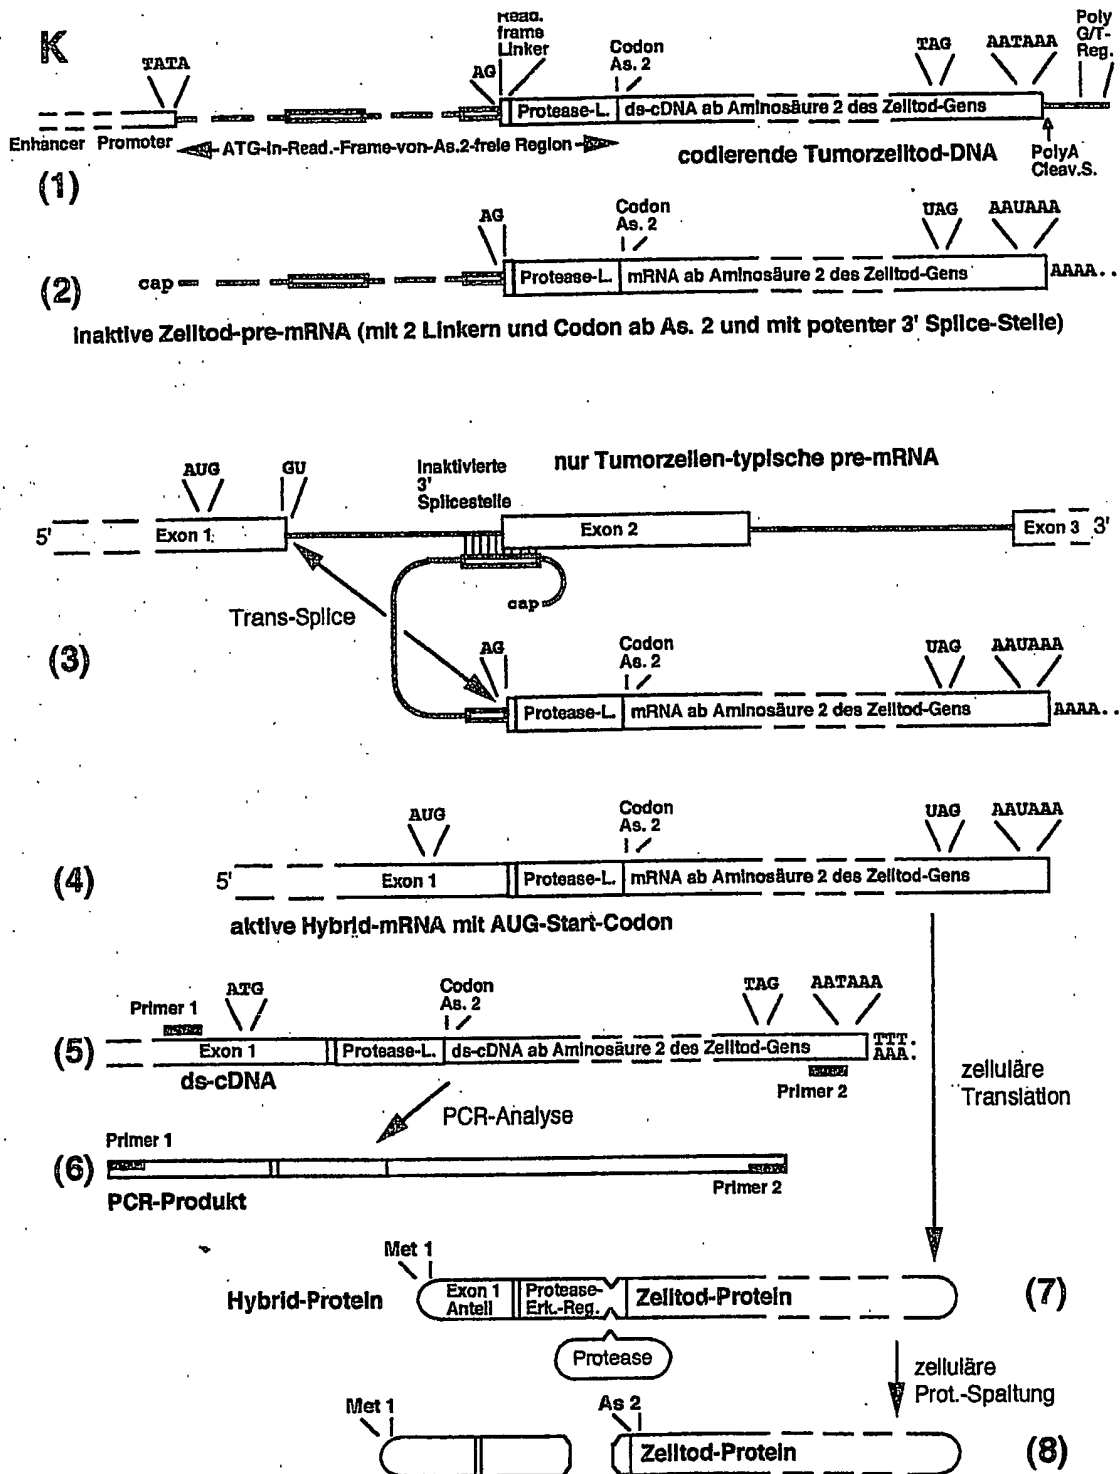 K
TATA
AG
Read.
frame
Linker
Codon
As. 2
TAG
AATAAA
Poly
G/T-
Reg.
Protease-L.
ds-cDNA ab Aminosäure 2 des Zelltod-Gens
Enhancer
Promoter
ATG-In-Read.-Frame-von-As.2-freie Region
codierende Tumorzelltod-DNA
PolyA
Cleav.S.
(1)
AG
Codon
As. 2
UAG
AAUAAA
(2)
cap
Protease-L.
mRNA ab Aminosäure 2 des Zelltod-Gens
AAAA..
inaktive Zelltod-pre-mRNA (mit 2 Linkern und Codon ab As. 2 und mit potenter 3' Splice-Stelle)
AUG
GU
Inaktivierte
3'
Splicestelle
nur Tumorzellen-typische pre-mRNA
5'
Exon 1
Exon 2
Exon 3
3'
cap
Trans-Splice
(3)
AG
Codon
As. 2
UAG
AAUAAA
Protease-L.
mRNA ab Aminosäure 2 des Zelltod-Gens
AAAA..
AUG
Codon
As. 2
UAG
AAUAAA
(4)
5'
Exon 1
Protease-L.
mRNA ab Aminosäure 2 des Zelltod-Gens
aktive Hybrid-mRNA mit AUG-Start-Codon
Primer 1
ATG
Codon
As. 2
TAG
AATAAA
(5)
Exon 1
Protease-L.
ds-cDNA ab Aminosäure 2 des Zelltod-Gens
TTT.
AAA.
ds-cDNA
Primer 2
zelluläre
Translation
PCR-Analyse
Primer 1
(6)
Primer 2
PCR-Produkt
Met 1
Hybrid-Protein
Exon 1
Anteil
Protease-
Erk.-Reg.
Zelltod-Protein
(7)
Protease
zelluläre
Prot.-Spaltung
Met 1
As 2
Zelltod-Protein
(8)